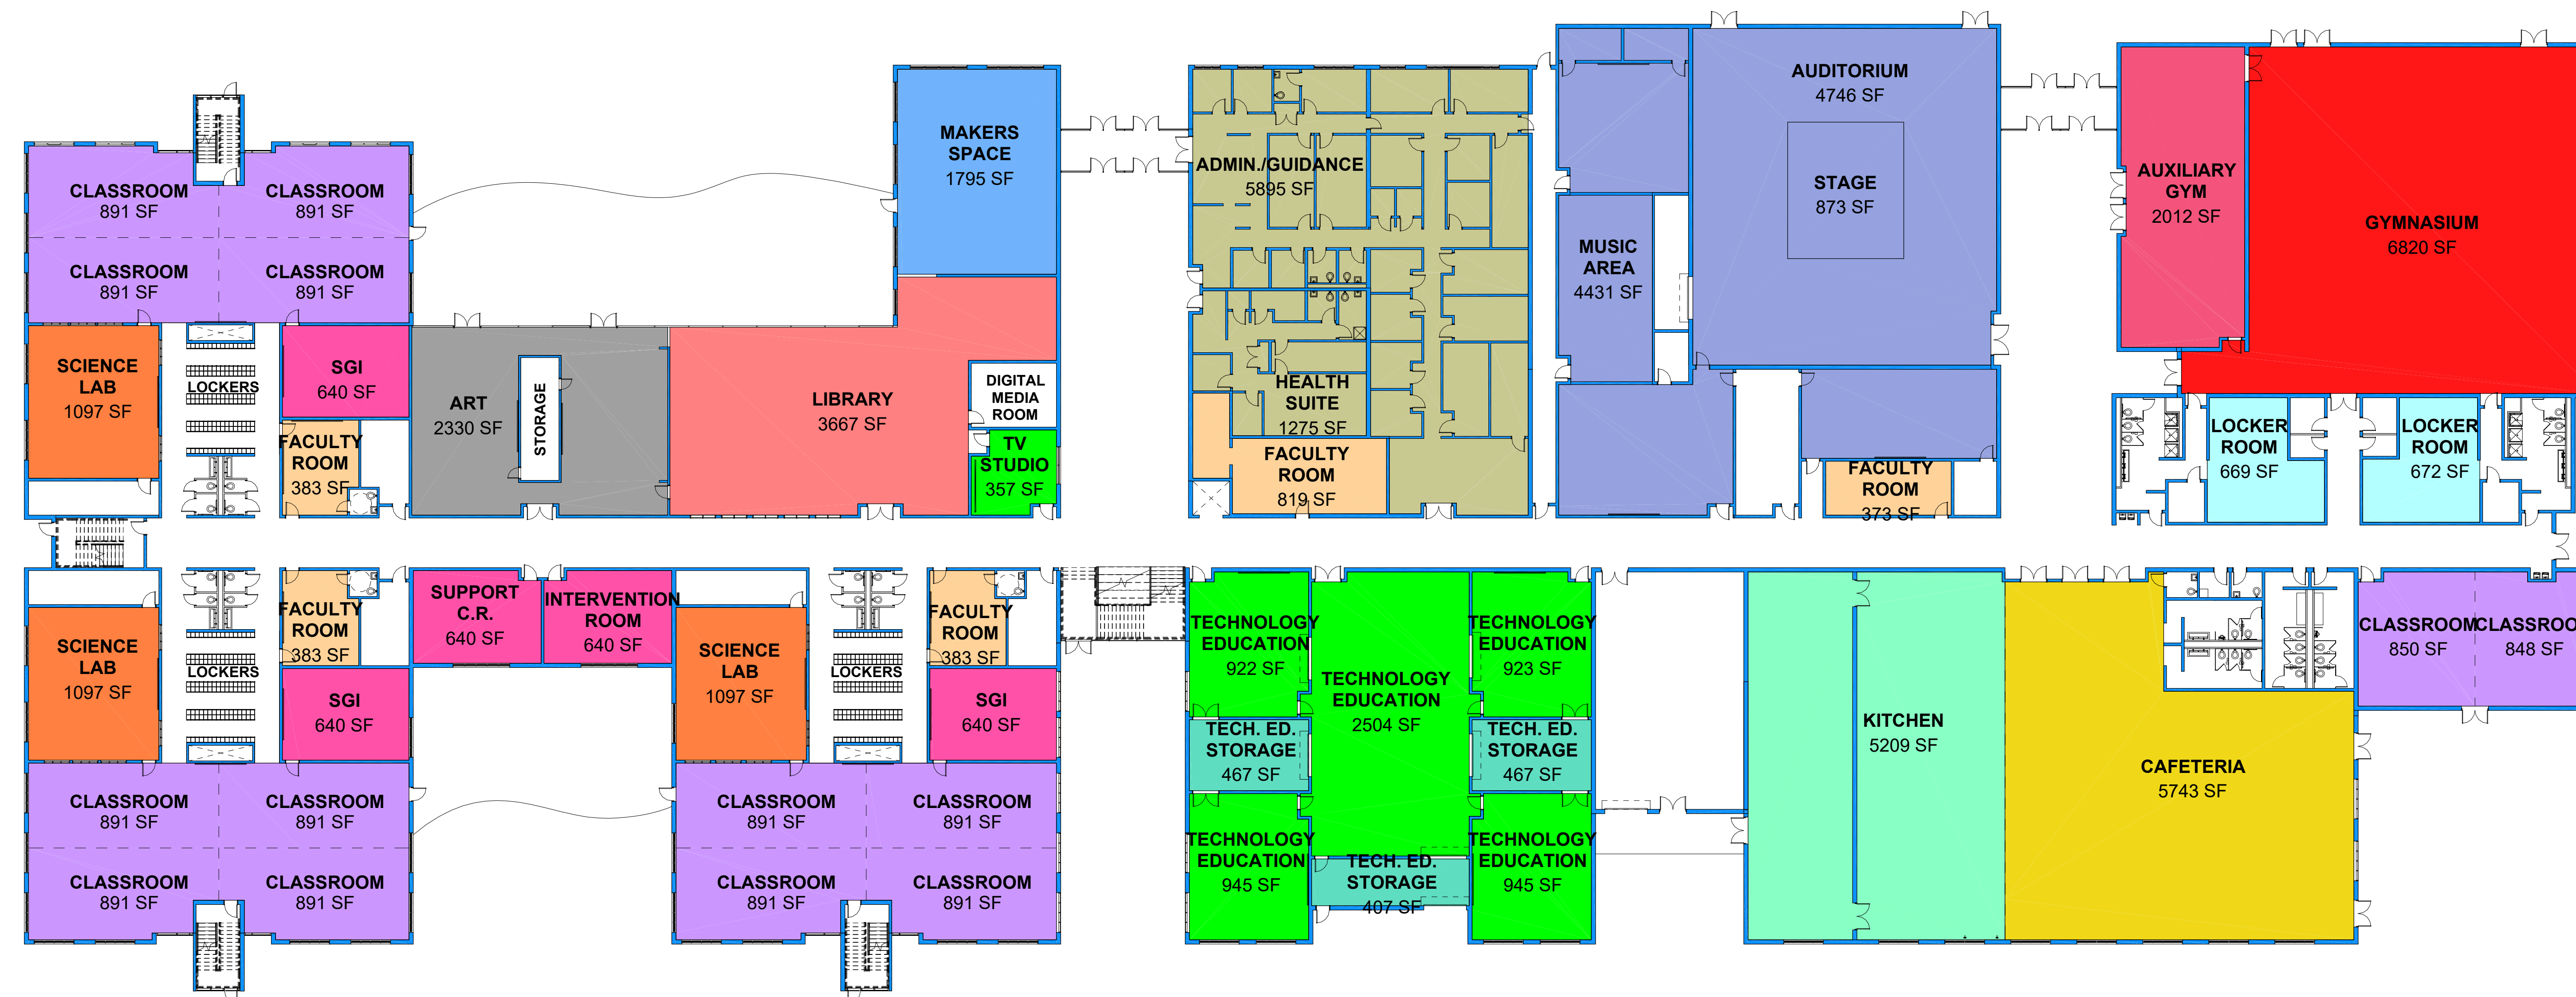 CLASSROOM
891 SF
CLASSROOM
891 SF
CLASSROOM
891 SF
CLASSROOM
891 SF
SCIENCE
LAB
1097 SF
LOCKERS
SGI
640 SF
FACULTY
ROOM
383 SF
ART
2330 SF
STORAGE
LIBRARY
3667 SF
MAKERS
SPACE
1795 SF
DIGITAL
MEDIA
ROOM
TV
STUDIO
357 SF
ADMIN./GUIDANCE
5895 SF
HEALTH
SUITE
1275 SF
FACULTY
ROOM
819 SF
MUSIC
AREA
4431 SF
AUDITORIUM
4746 SF
STAGE
873 SF
FACULTY
ROOM
373 SF
AUXILIARY
GYM
2012 SF
GYMNASIUM
6820 SF
LOCKER
ROOM
669 SF
LOCKER
ROOM
672 SF
SCIENCE
LAB
1097 SF
LOCKERS
FACULTY
ROOM
383 SF
SGI
640 SF
SUPPORT
C.R.
640 SF
INTERVENTION
ROOM
640 SF
SCIENCE
LAB
1097 SF
LOCKERS
FACULTY
ROOM
383 SF
SGI
640 SF
CLASSROOM
891 SF
CLASSROOM
891 SF
CLASSROOM
891 SF
CLASSROOM
891 SF
CLASSROOM
891 SF
CLASSROOM
891 SF
CLASSROOM
891 SF
CLASSROOM
891 SF
TECHNOLOGY
EDUCATION
922 SF
TECHNOLOGY
EDUCATION
2504 SF
TECHNOLOGY
EDUCATION
923 SF
TECH. ED.
STORAGE
467 SF
TECH. ED.
STORAGE
467 SF
TECHNOLOGY
EDUCATION
945 SF
TECH. ED.
STORAGE
407 SF
TECHNOLOGY
EDUCATION
945 SF
KITCHEN
5209 SF
CAFETERIA
5743 SF
CLASSROOM
850 SF
CLASSROO
848 SF